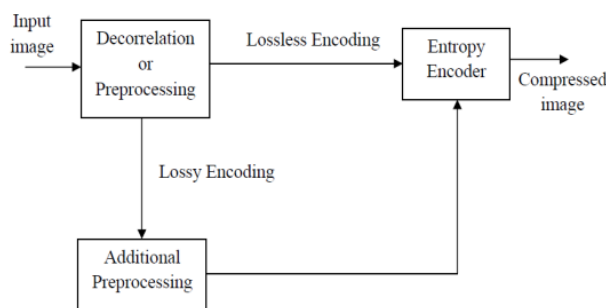 Input
image
Decorrelation
or
Preprocessing
Lossless Encoding
Entropy
Encoder
Compressed
image
Lossy Encoding
Additional
Preprocessing